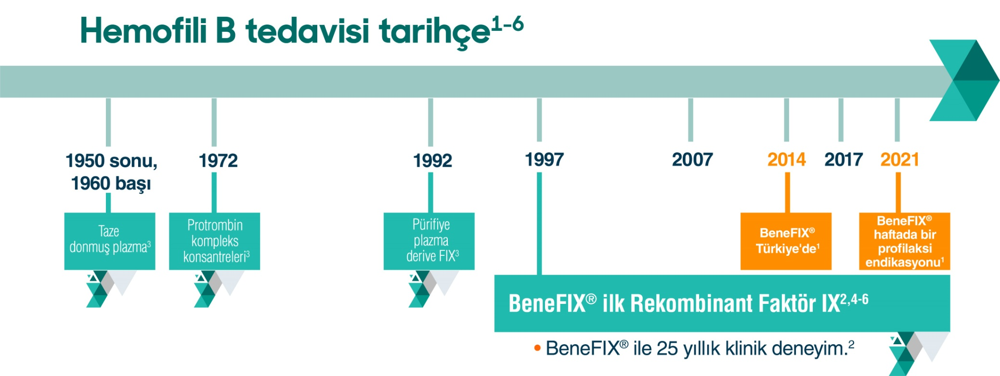 Hemofili B tedavisi tarihçe1-6
1950 sonu,
1960 başı
1972
1992
1997
2007
2014
2017
2021
Taze
donmuş plazma3
Protrombin
kompleks
konsantreleri3
Pürifiye
plazma
derive FIX3
BeneFIX®
Türkiye'de1
BeneFIX®
haftada bir
profilaksi
endikasyonu1
BeneFIX® ilk Rekombinant Faktör IX2,4-6
• BeneFIX® ile 25 yıllık klinik deneyim.2